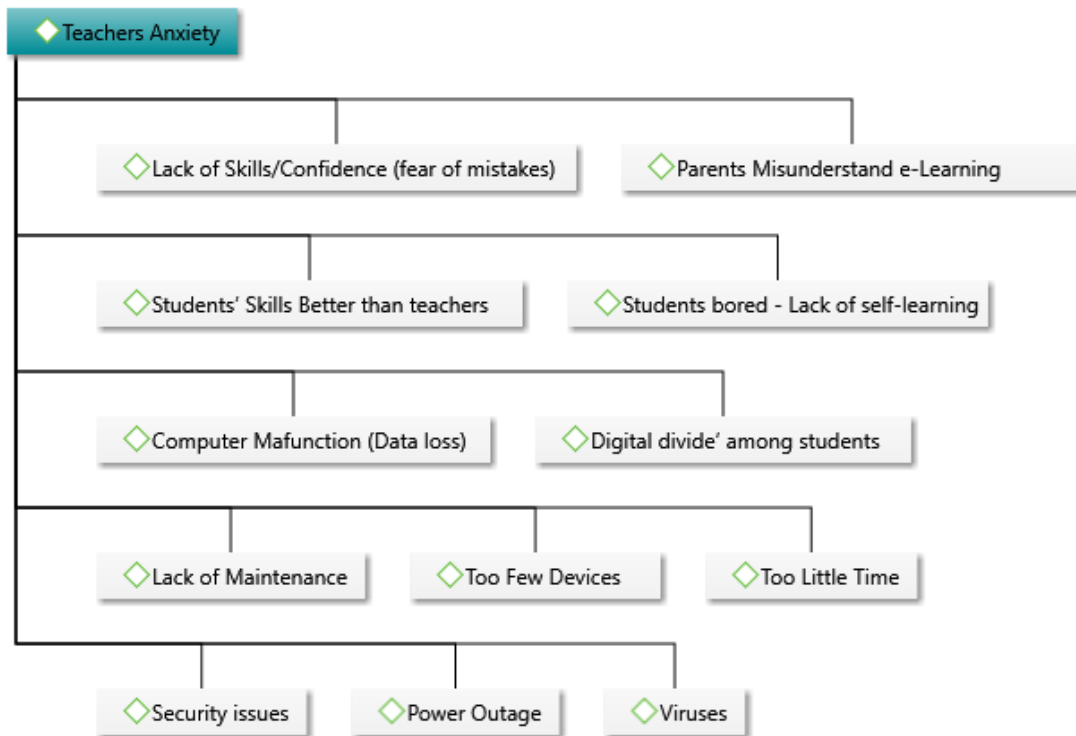 Teachers Anxiety
Lack of Skills/Confidence (fear of mistakes)
Parents Misunderstand e-Learning
Students’ Skills Better than teachers
Students bored - Lack of self-learning
Computer Mafunction (Data loss)
Digital divide’ among students
Lack of Maintenance
Too Few Devices
Too Little Time
Security issues
Power Outage
Viruses